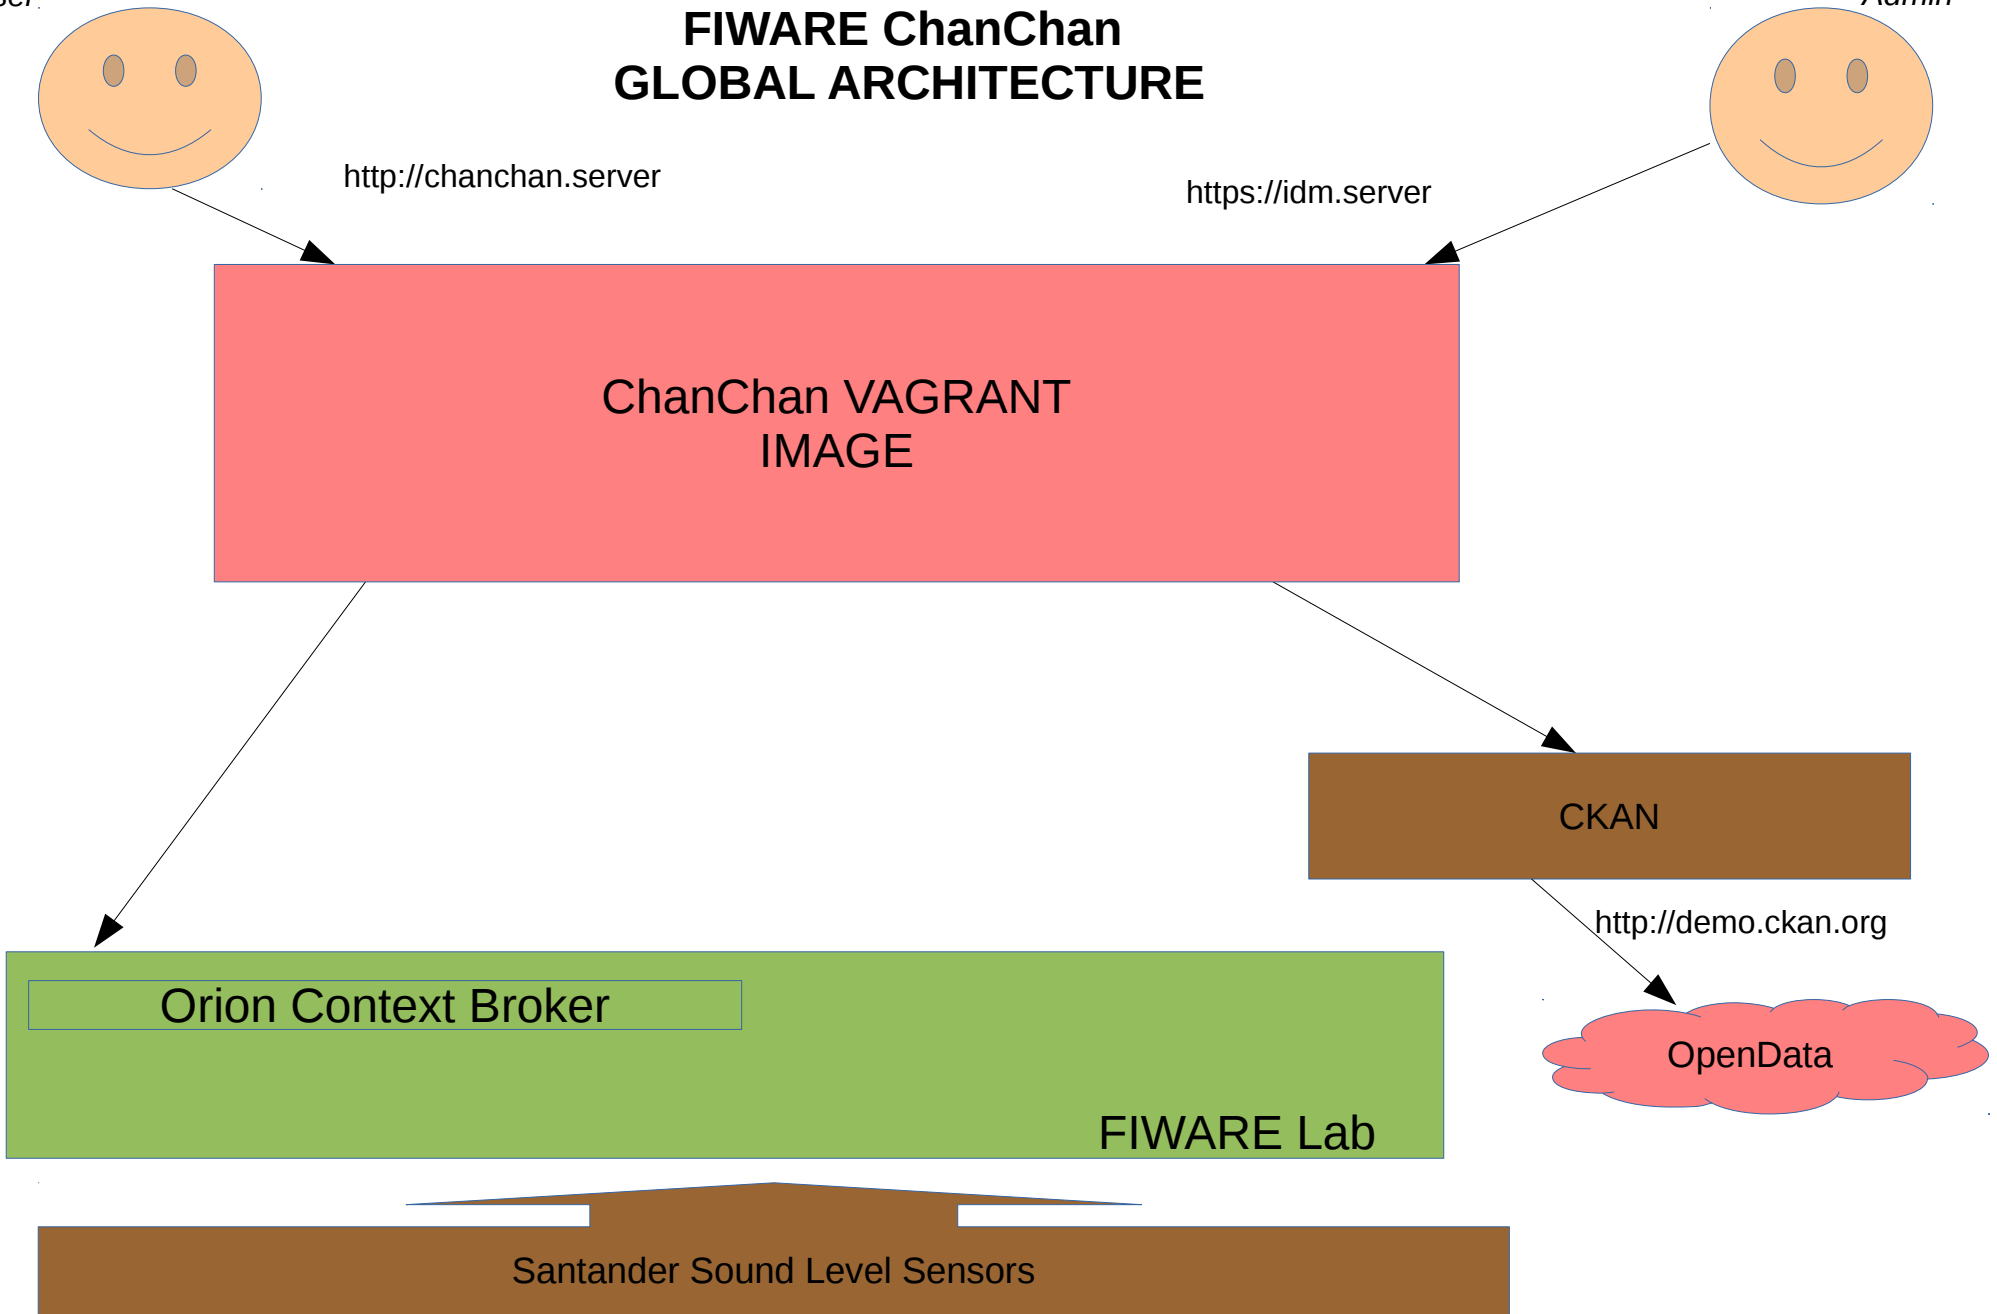 FIWARE ChanChan
GLOBAL ARCHITECTURE
http://chanchan.server
https://idm.server
ChanChan VAGRANT
IMAGE
CKAN
http://demo.ckan.org
Orion Context Broker
OpenData
FIWARE Lab
Santander Sound Level Sensors